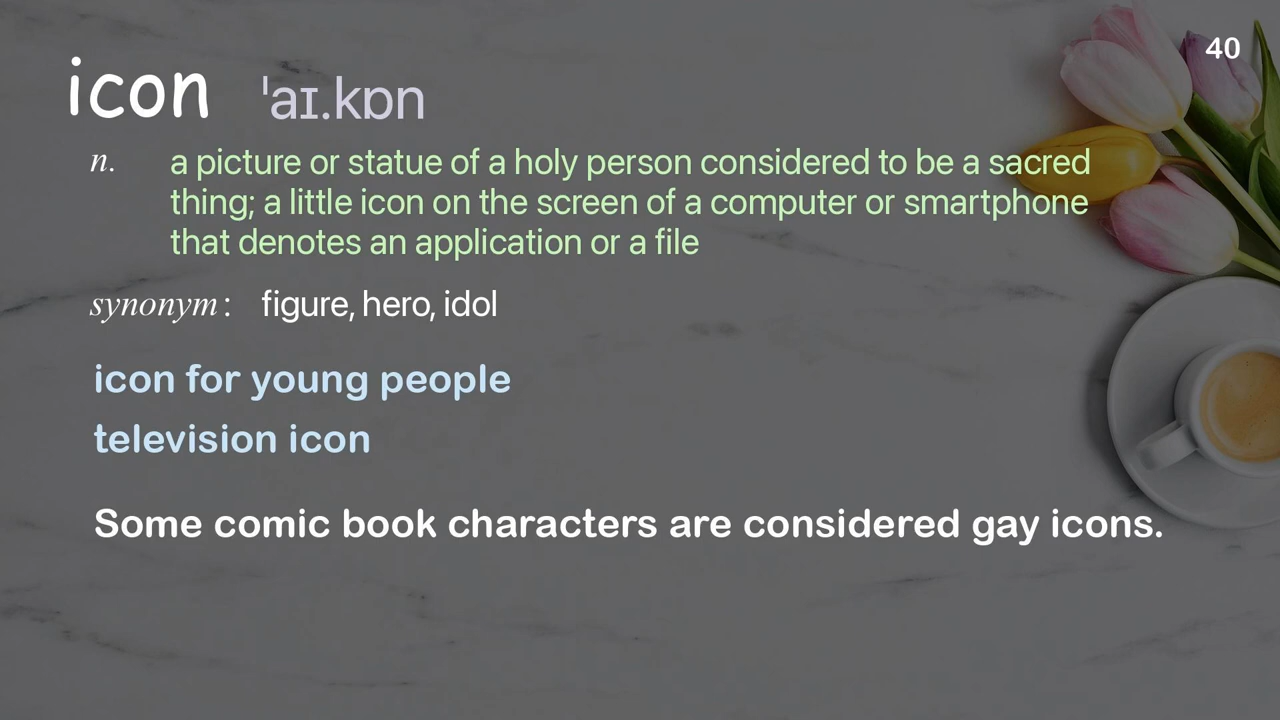 40
icon ˈaɪ.kɒn
n. a picture or statue of a holy person considered to be a sacred
thing; a little icon on the screen of a computer or smartphone
that denotes an application or a file
synonym: figure, hero, idol
icon for young people
television icon
Some comic book characters are considered gay icons.